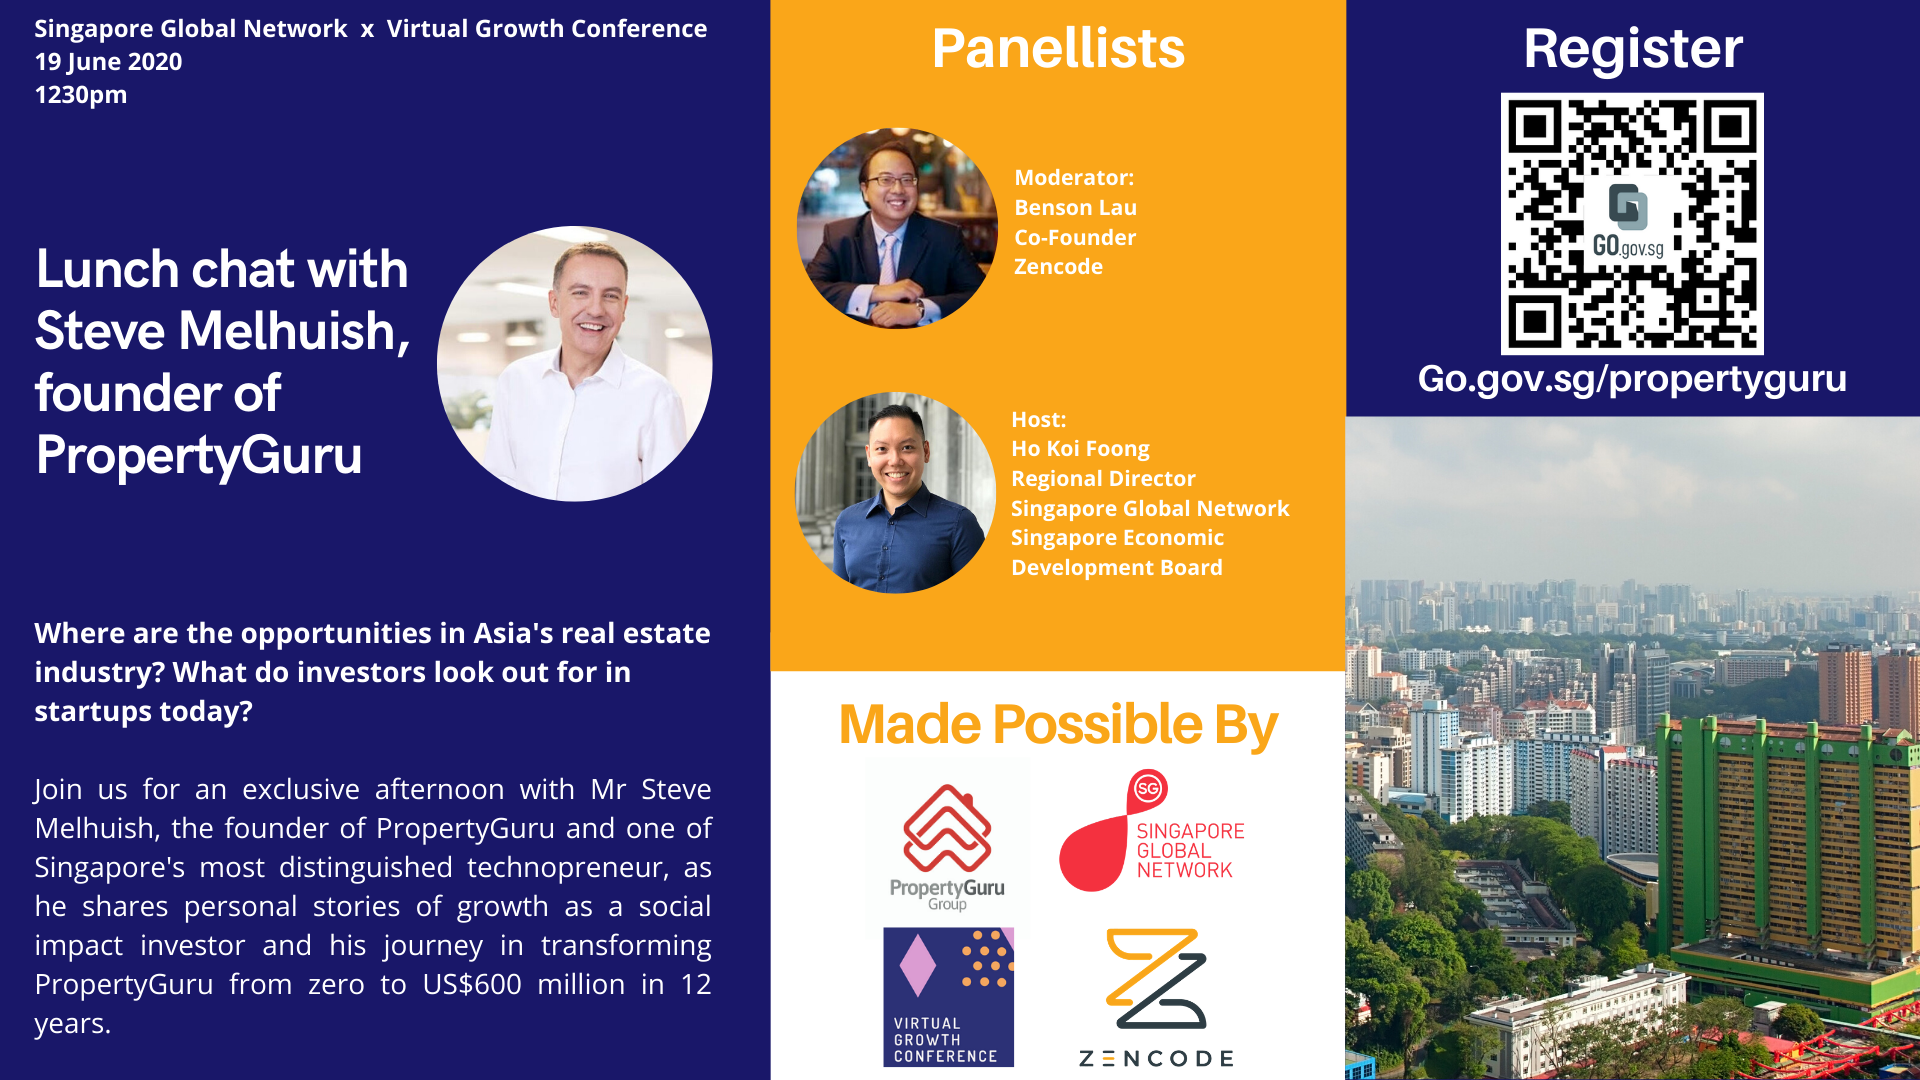 Singapore Global Network x Virtual Growth Conference
19 June 2020
1230pm
Lunch chat with
Steve Melhuish,
founder of
PropertyGuru
Where are the opportunities in Asia's real estate
industry? What do investors look out for in
startups today?
Join us for an exclusive afternoon with Mr Steve
Melhuish, the founder of PropertyGuru and one of
Singapore's most distinguished technopreneur, as
he shares personal stories of growth as a social
impact investor and his journey in transforming
PropertyGuru from zero to US$600 million in 12
years.
Panellists
Moderator:
Benson Lau
Co-Founder
Zencode
Host:
Ho Koi Foong
Regional Director
Singapore Global Network
Singapore Economic
Development Board
Made Possible By
PropertyGuru
Group
SG
SINGAPORE
GLOBAL
NETWORK
VIRTUAL
GROWTH
CONFERENCE
ZENCODE
Register
GO.gov.sg
Go.gov.sg/propertyguru